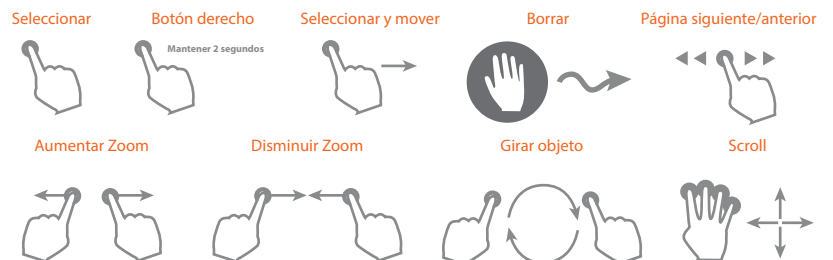 Seleccionar
Botón derecho
Seleccionar y mover
Borrar
Página siguiente/anterior
Mantener 2 segundos
Aumentar Zoom
Disminuir Zoom
Girar objeto
Scroll